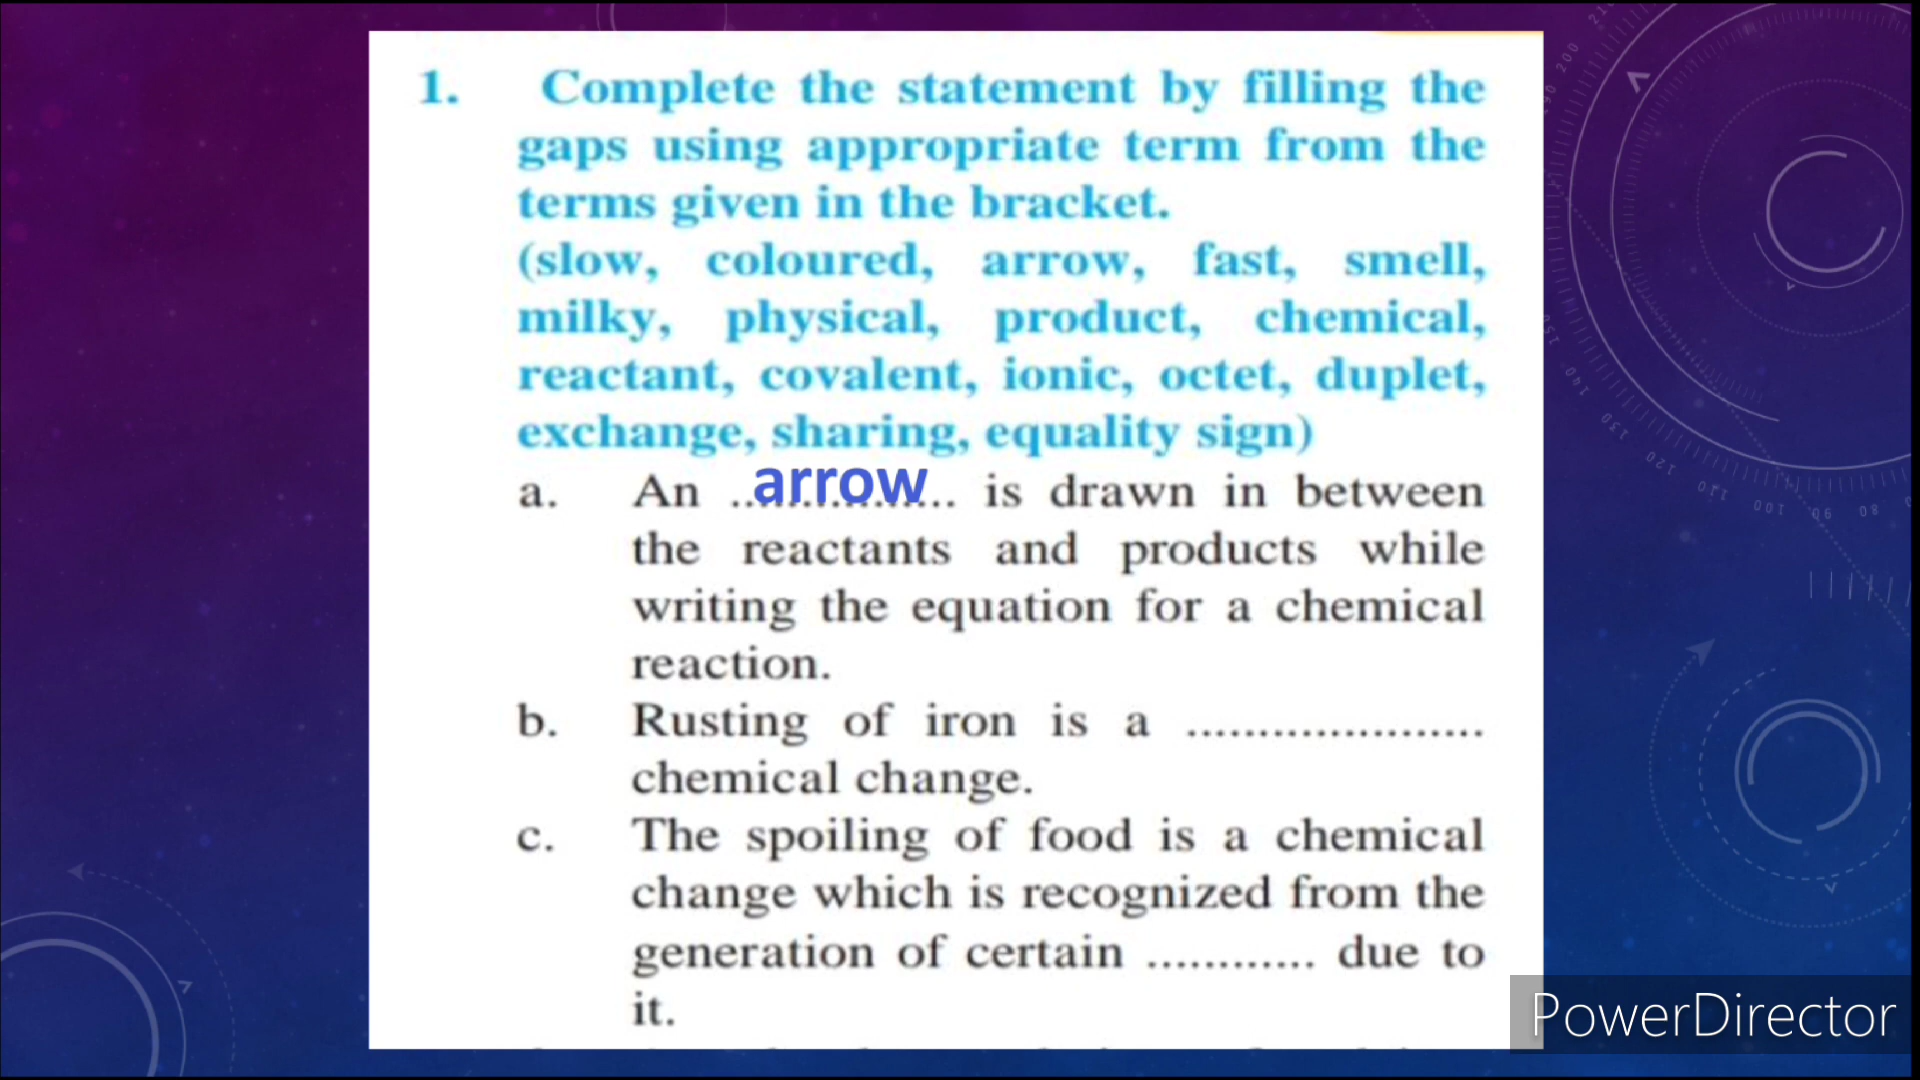 1. Complete the statement by filling the
gaps using appropriate term from the
terms given in the bracket.
(slow, coloured, arrow, fast, smell,
milky, physical, product, chemical,
reactant, covalent, ionic, octet, duplet,
exchange, sharing, equality sign)
a. An ..arrow.. is drawn in between
the reactants and products while
writing the equation for a chemical
reaction.
b. Rusting of iron is a .....................
chemical change.
c. The spoiling of food is a chemical
change which is recognized from the
generation of certain ............ due to
it.
PowerDirector